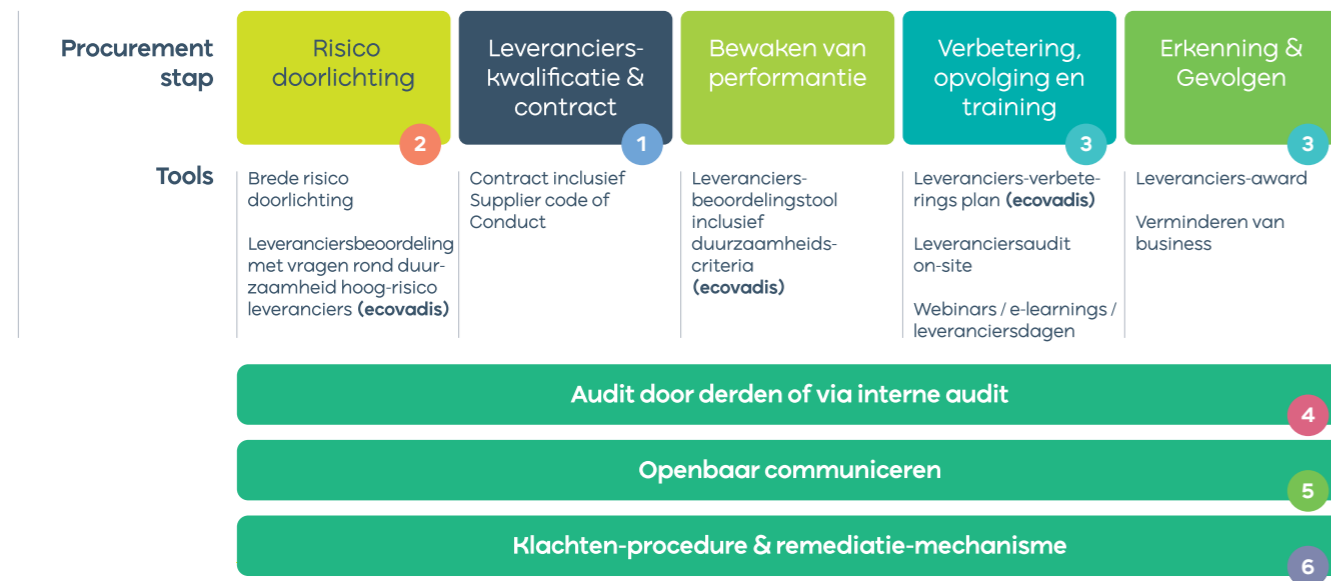 Procurement
stap
Risico
doorlichting
2
Leveranciers-
kwalificatie &
contract
1
Bewaken van
performantie
Verbetering,
opvolging en
training
3
Erkenning &
Gevolgen
3
Tools
Brede risico
doorlichting
Leveranciersbeoordeling
met vragen rond duur-
zaamheid hoog-risico
leveranciers (ecovadis)
Contract inclusief
Supplier code of
Conduct
Leveranciers-
beoordelingstool
inclusief
duurzaamheids-
criteria
(ecovadis)
Leveranciers-verbete-
rings plan (ecovadis)
Leveranciersaudit
on-site
Webinars / e-learnings /
leveranciersdagen
Leveranciers-award
Verminderen van
business
Audit door derden of via interne audit
4
Openbaar communiceren
5
Klachten-procedure & remediatie-mechanisme
6